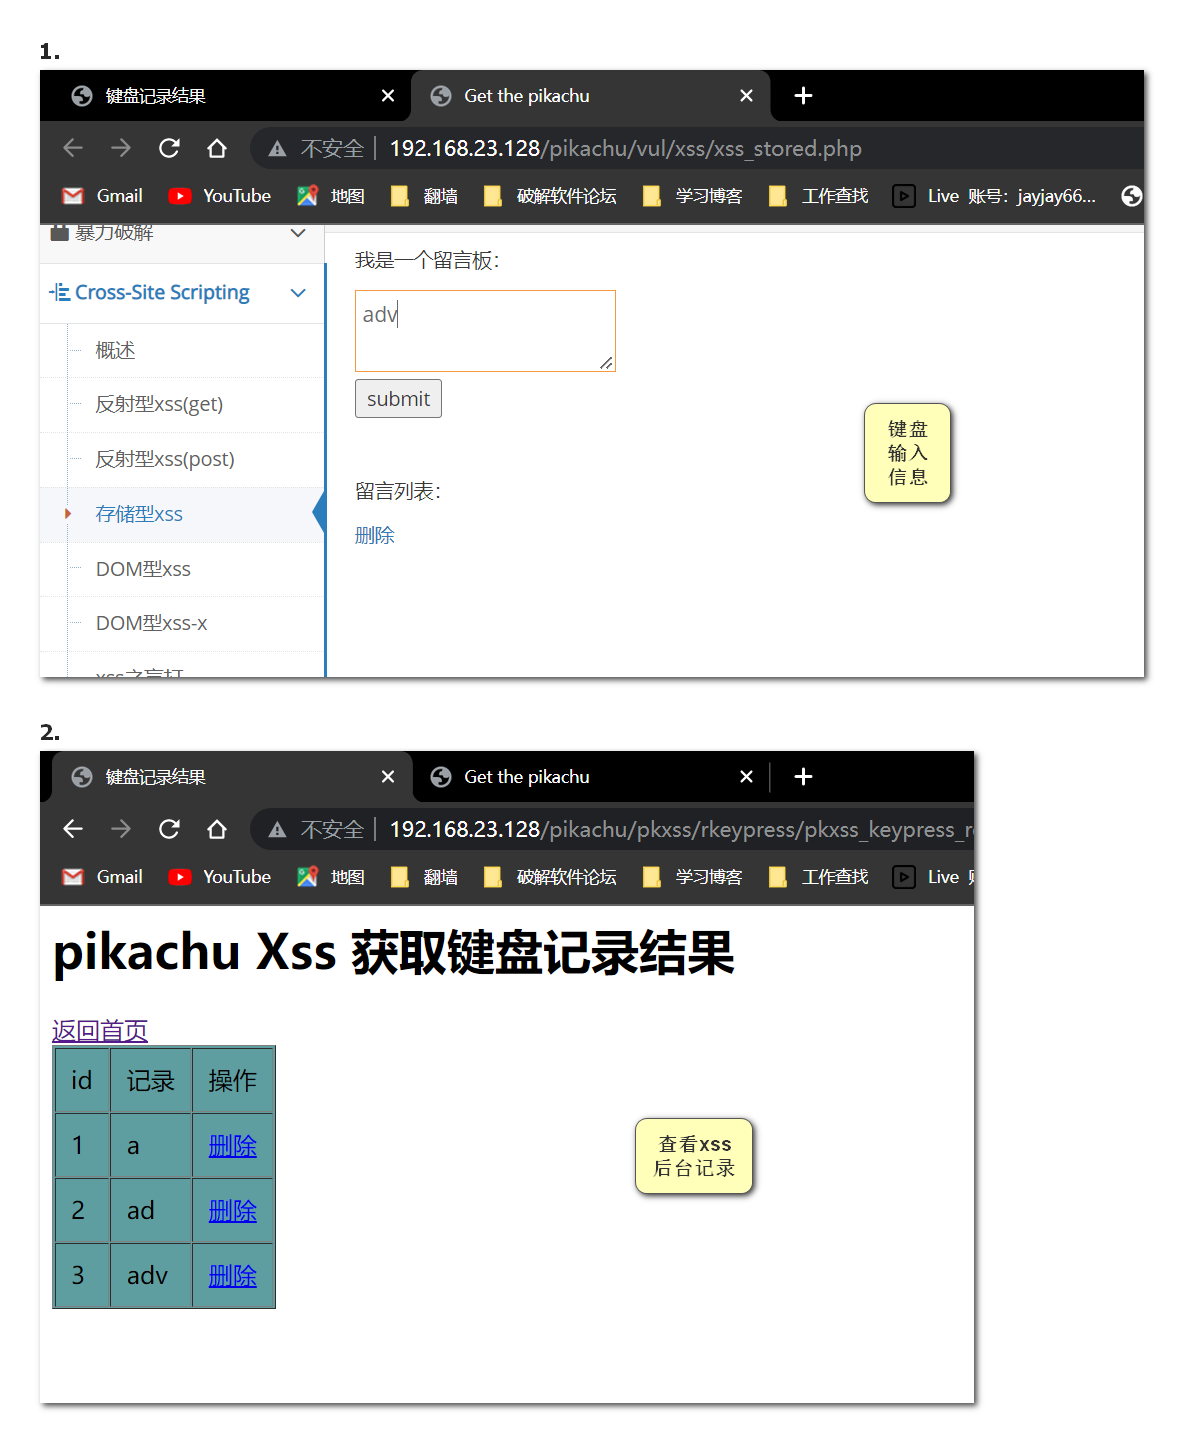 1.
键盘记录结果
Get the pikachu
不安全 192.168.23.128/pikachu/vul/xss/xss_stored.php
Gmail YouTube 地图 翻墙 破解软件论坛 学习博客 工作查找 Live 账号：jayjay66...
暴力破解
我是一个留言板：
Cross-Site Scripting
adv
概述
submit
反射型xss(get)
键盘
输入
信息
反射型xss(post)
留言列表：
存储型xss
删除
DOM型xss
DOM型xss-x
xss之盲打
2.
键盘记录结果
Get the pikachu
不安全 192.168.23.128/pikachu/pkxss/rkeypress/pkxss_keypress_r
Gmail YouTube 地图 翻墙 破解软件论坛 学习博客 工作查找 Live
pikachu Xss 获取键盘记录结果
返回首页
id 记录 操作
1 a 删除
2 ad 删除
3 adv 删除
查看xss
后台记录